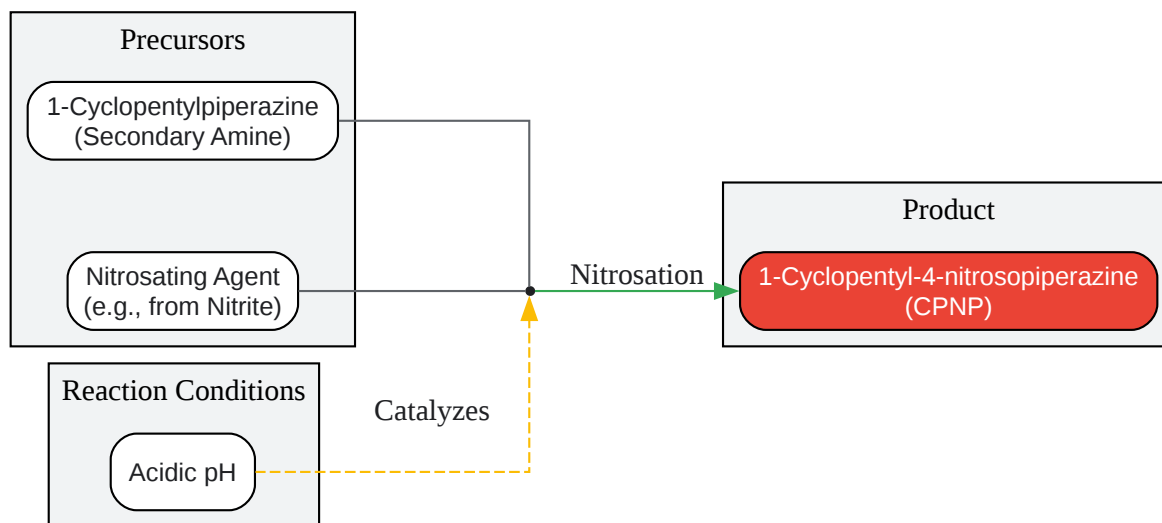 Precursors
1-Cyclopentylpiperazine
(Secondary Amine)
Nitrosating Agent
(e.g., from Nitrite)
Reaction Conditions
Acidic pH
Catalyzes
Nitrosation
Product
1-Cyclopentyl-4-nitrosopiperazine
(CPNP)